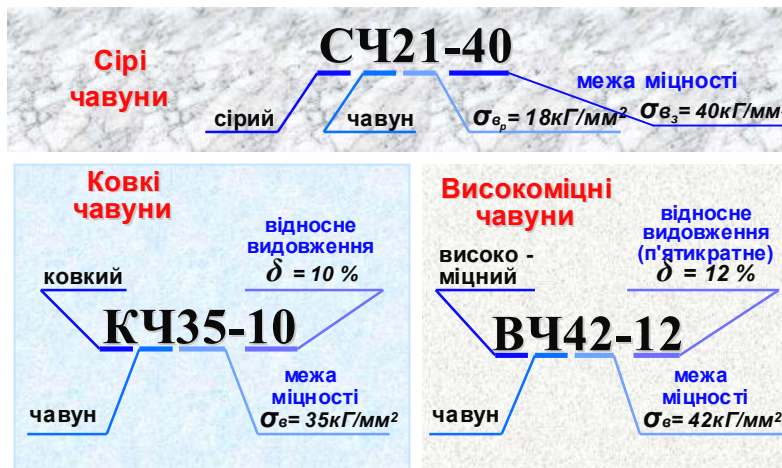 СЧ21-40
Сірі
чавуни
межа міцності
сірий
чавун
σвр= 18кГ/мм²
σвз= 40кГ/мм
Ковкі
чавуни
відносне
видовження
δ = 10 %
ковкий
КЧ35-10
чавун
межа
міцності
σв= 35кГ/мм²
Високоміцні
чавуни
відносне
видовження
(п'ятикратне)
δ = 12 %
високо -
міцний
ВЧ42-12
чавун
межа
міцності
σв= 42кГ/мм²